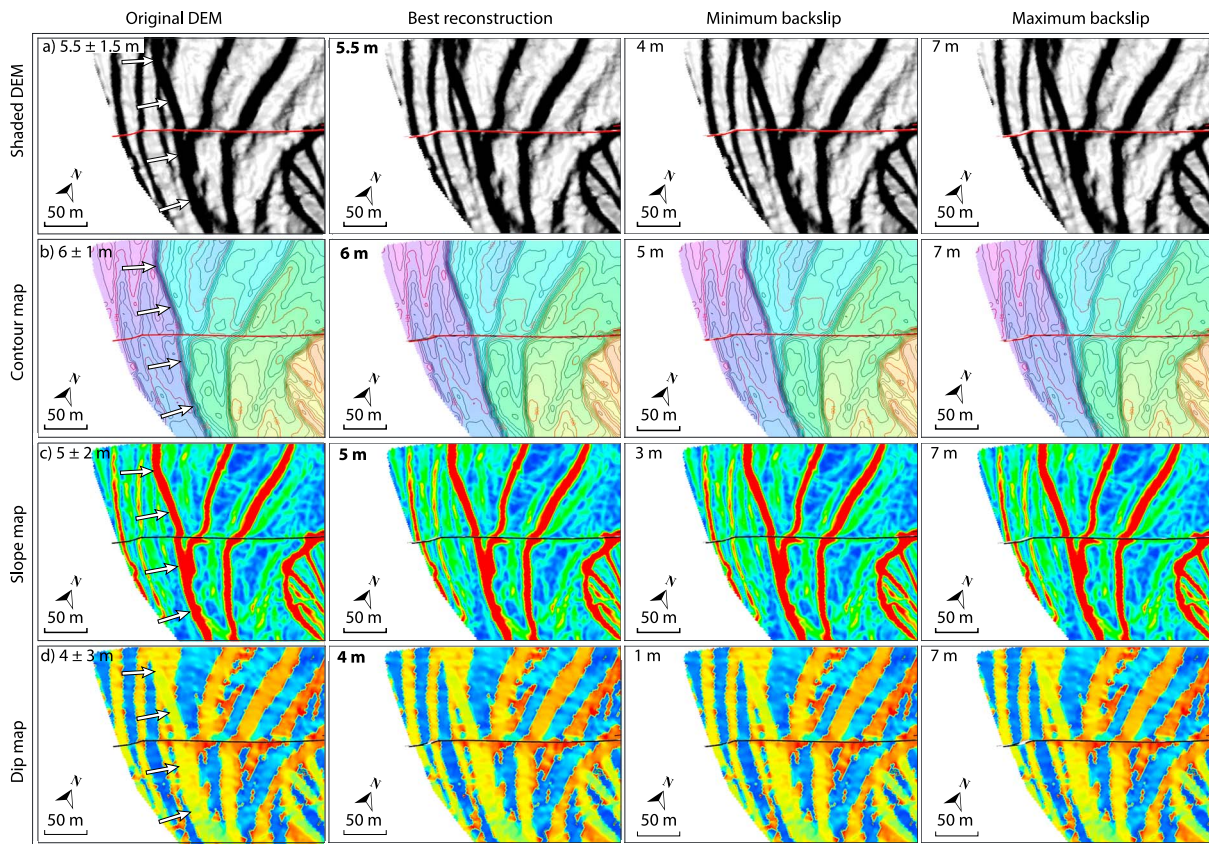 Original DEM Best reconstruction Minimum backslip Maximum backslip
Shaded DEM
a) 5.5 ± 1.5 m 5.5 m 4 m 7 m
N N N N
50 m 50 m 50 m 50 m
Contour map
b) 6 ± 1 m 6 m 5 m 7 m
N N N N
50 m 50 m 50 m 50 m
Slope map
c) 5 ± 2 m 5 m 3 m 7 m
N N N N
50 m 50 m 50 m 50 m
Dip map
d) 4 ± 3 m 4 m 1 m 7 m
N N N N
50 m 50 m 50 m 50 m